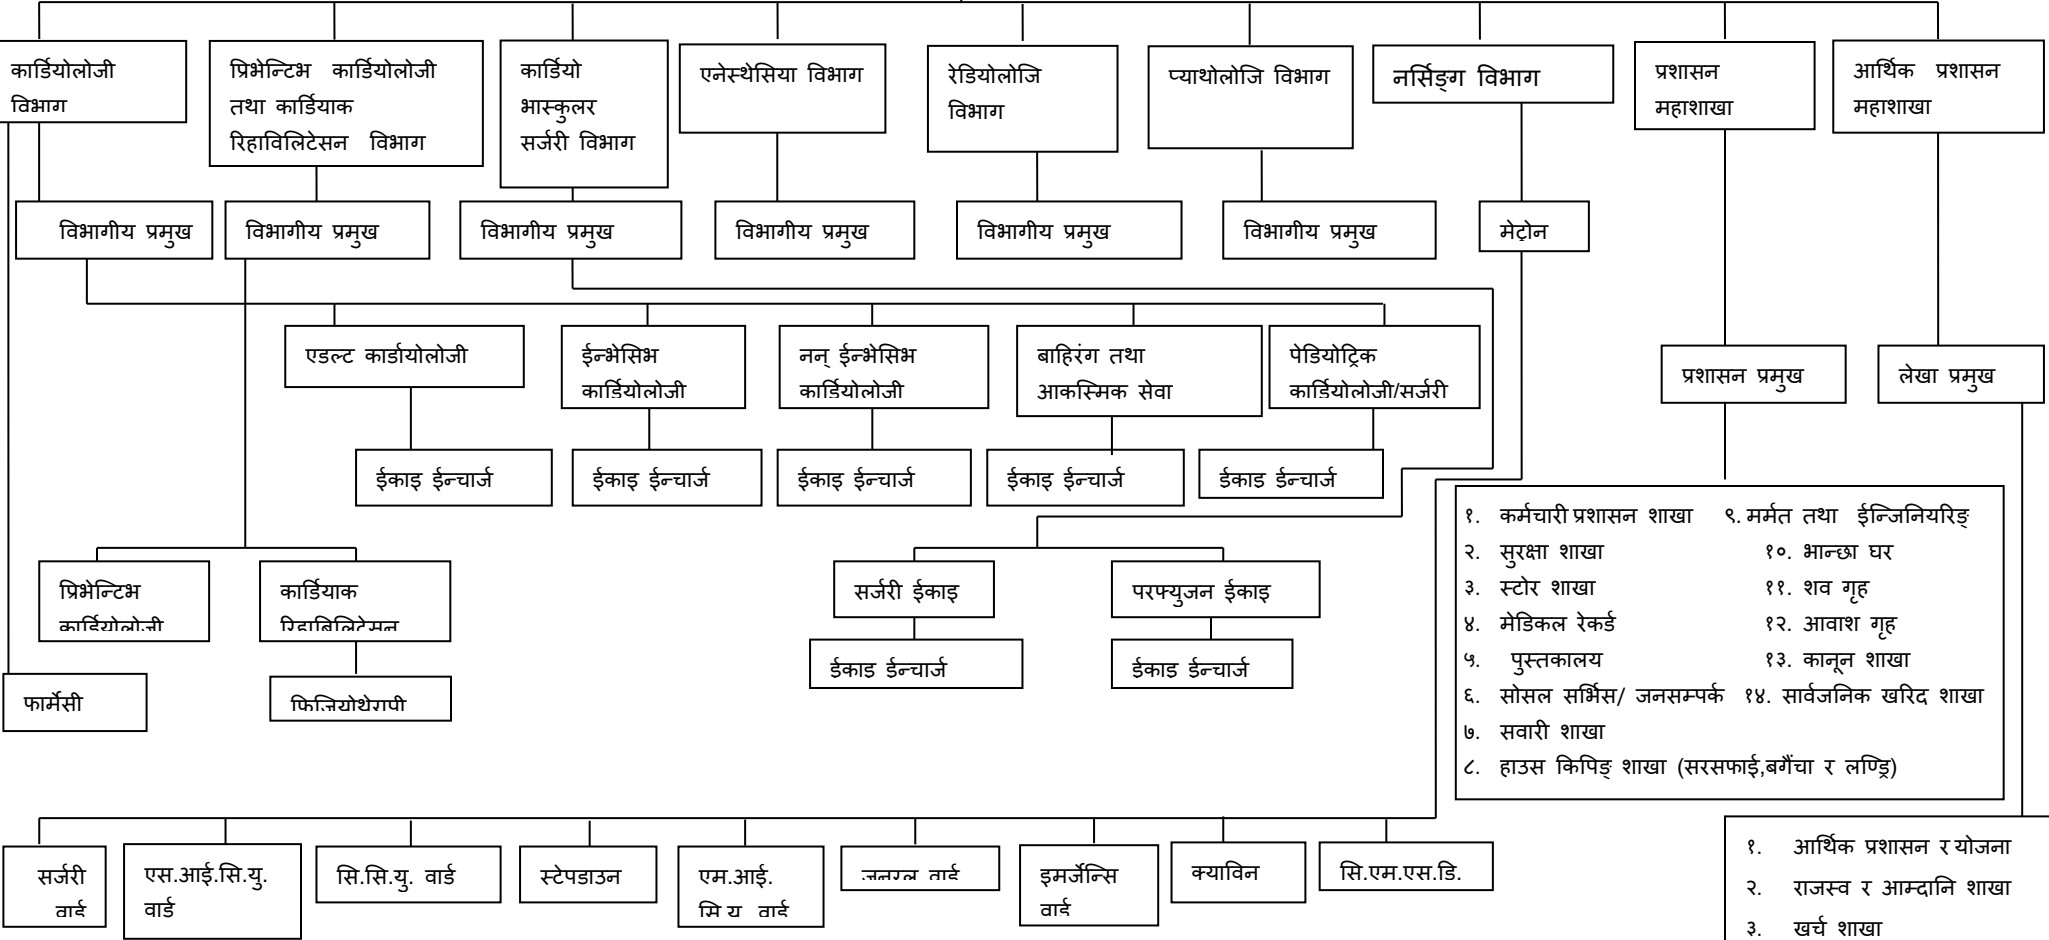 कार्डियोलोजी
विभाग
प्रिभेन्टिभ कार्डियोलोजी
तथा कार्डियाक
रिहाविलिटेसन विभाग
कार्डियो
भास्कुलर
सर्जरी विभाग
एनेस्थेसिया विभाग
रेडियोलोजि
विभाग
प्याथोलोजि विभाग
नर्सिङ्ग विभाग
प्रशासन
महाशाखा
आर्थिक प्रशासन
महाशाखा
विभागीय प्रमुख
विभागीय प्रमुख
विभागीय प्रमुख
विभागीय प्रमुख
विभागीय प्रमुख
विभागीय प्रमुख
मेट्रोन
एडल्ट कार्डायोलोजी
ईन्भेसिभ
कार्डियोलोजी
नन् ईन्भेसिभ
कार्डियोलोजी
बाहिरंग तथा
आकस्मिक सेवा
पेडियोट्रिक
कार्डियोलोजी/सर्जरी
प्रशासन प्रमुख
लेखा प्रमुख
ईकाइ ईन्चार्ज
ईकाइ ईन्चार्ज
ईकाइ ईन्चार्ज
ईकाइ ईन्चार्ज
ईकाइ ईन्चार्ज
१. कर्मचारी प्रशासन शाखा ९. मर्मत तथा ईन्जिनियरिङ्
२. सुरक्षा शाखा १०. भान्छा घर
३. स्टोर शाखा ११. शव गृह
४. मेडिकल रेकर्ड १२. आवाश गृह
५. पुस्तकालय १३. कानून शाखा
६. सोसल सर्भिस/ जनसम्पर्क १४. सार्वजनिक खरिद शाखा
७. सवारी शाखा
८. हाउस किपिङ् शाखा (सरसफाई,बगैंचा र लण्ड्रि)
प्रिभेन्टिभ
कार्डियोलोजी
कार्डियाक
रिहाबिलिटेसन
सर्जरी ईकाइ
परफ्युजन ईकाइ
ईकाइ ईन्चार्ज
ईकाइ ईन्चार्ज
फार्मेसी
फिजियोथेरापी
सर्जरी
वार्ड
एस.आई.सि.यु.
वार्ड
सि.सि.यु. वार्ड
स्टेपडाउन
एम.आई.
सि.यु. वार्ड
जनरल वार्ड
इमर्जेन्सि
वार्ड
क्याविन
सि.एम.एस.डि.
१. आर्थिक प्रशासन र योजना
२. राजस्व र आम्दानि शाखा
३. खर्च शाखा